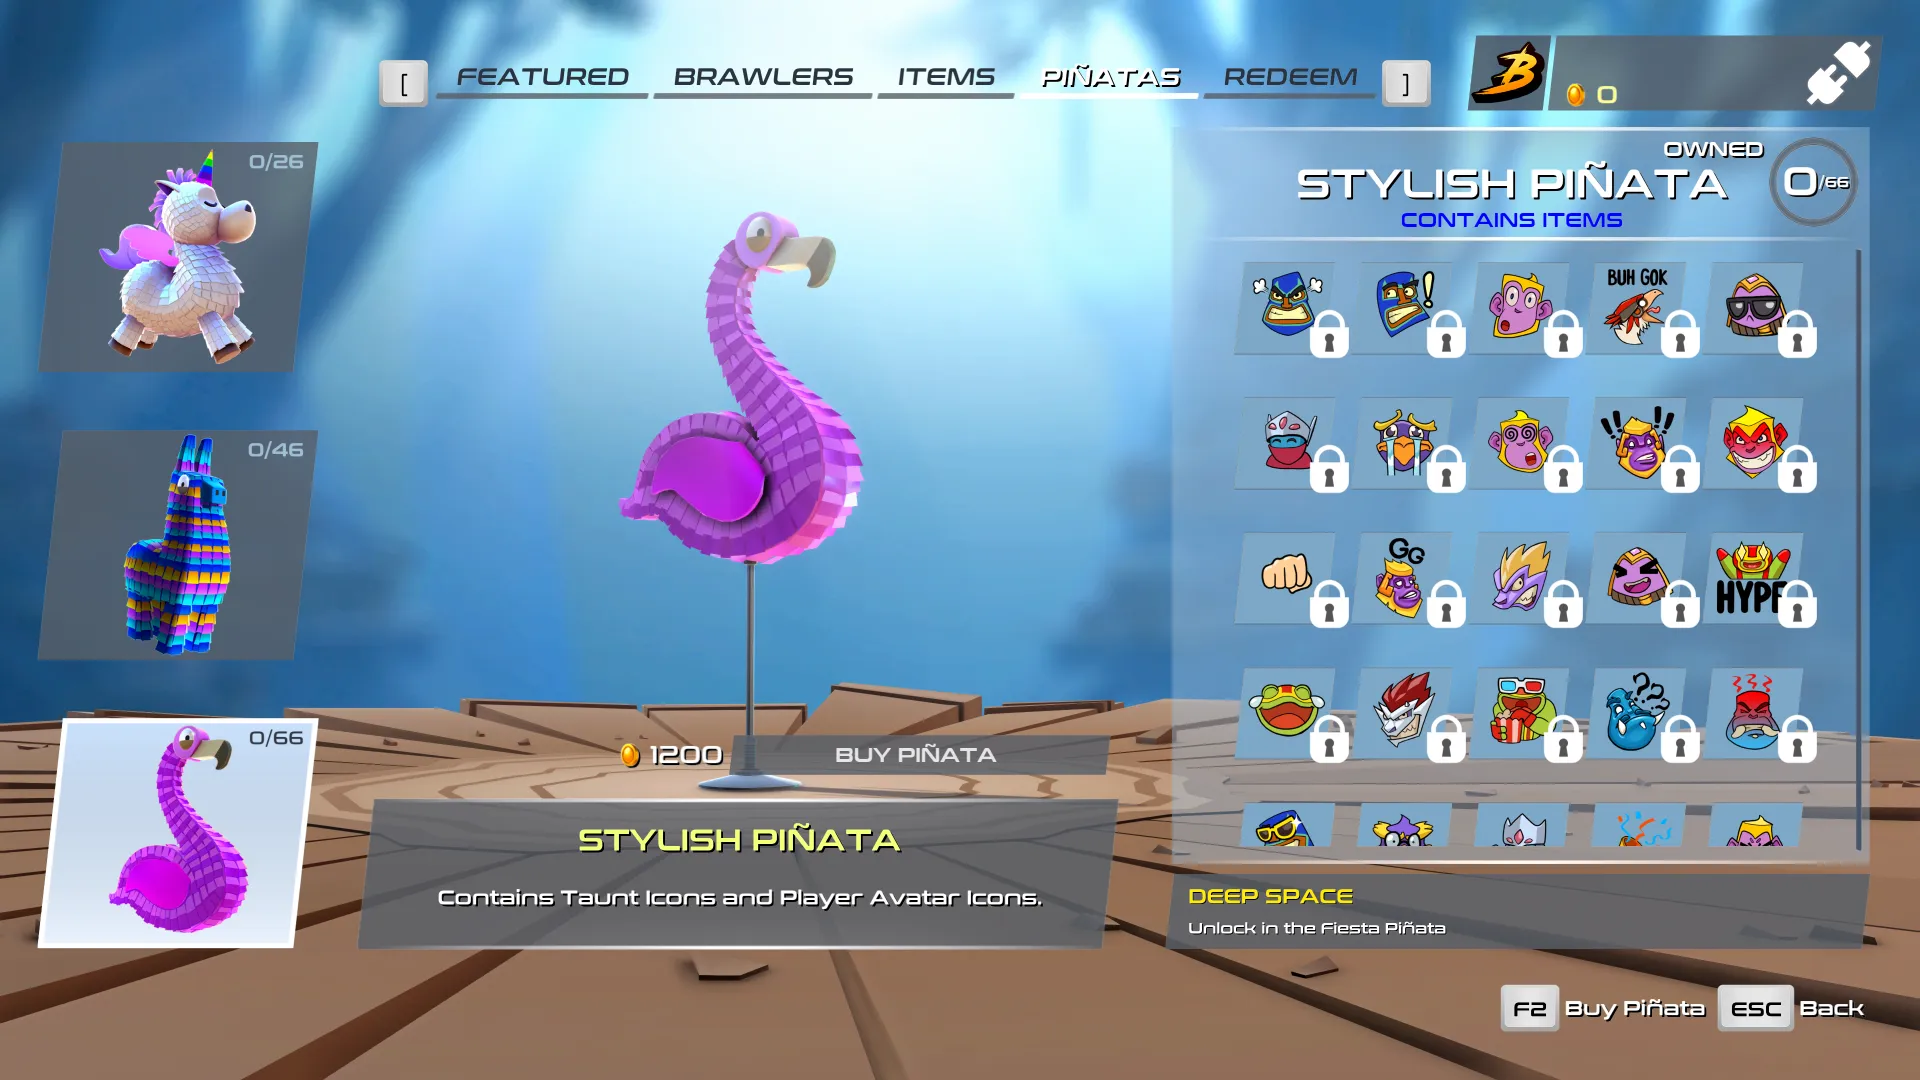 [
FEATURED
BRAWLERS
ITEMS
PIÑATAS
REDEEM
]
B
0
0/26
0/46
0/66
OWNED
STYLISH PIÑATA
0/66
CONTAINS ITEMS
BUH GOK
GG
HYPE
1200
BUY PIÑATA
STYLISH PIÑATA
Contains Taunt Icons and Player Avatar Icons.
DEEP SPACE
Unlock in the Fiesta Piñata
F2 Buy Piñata
ESC Back